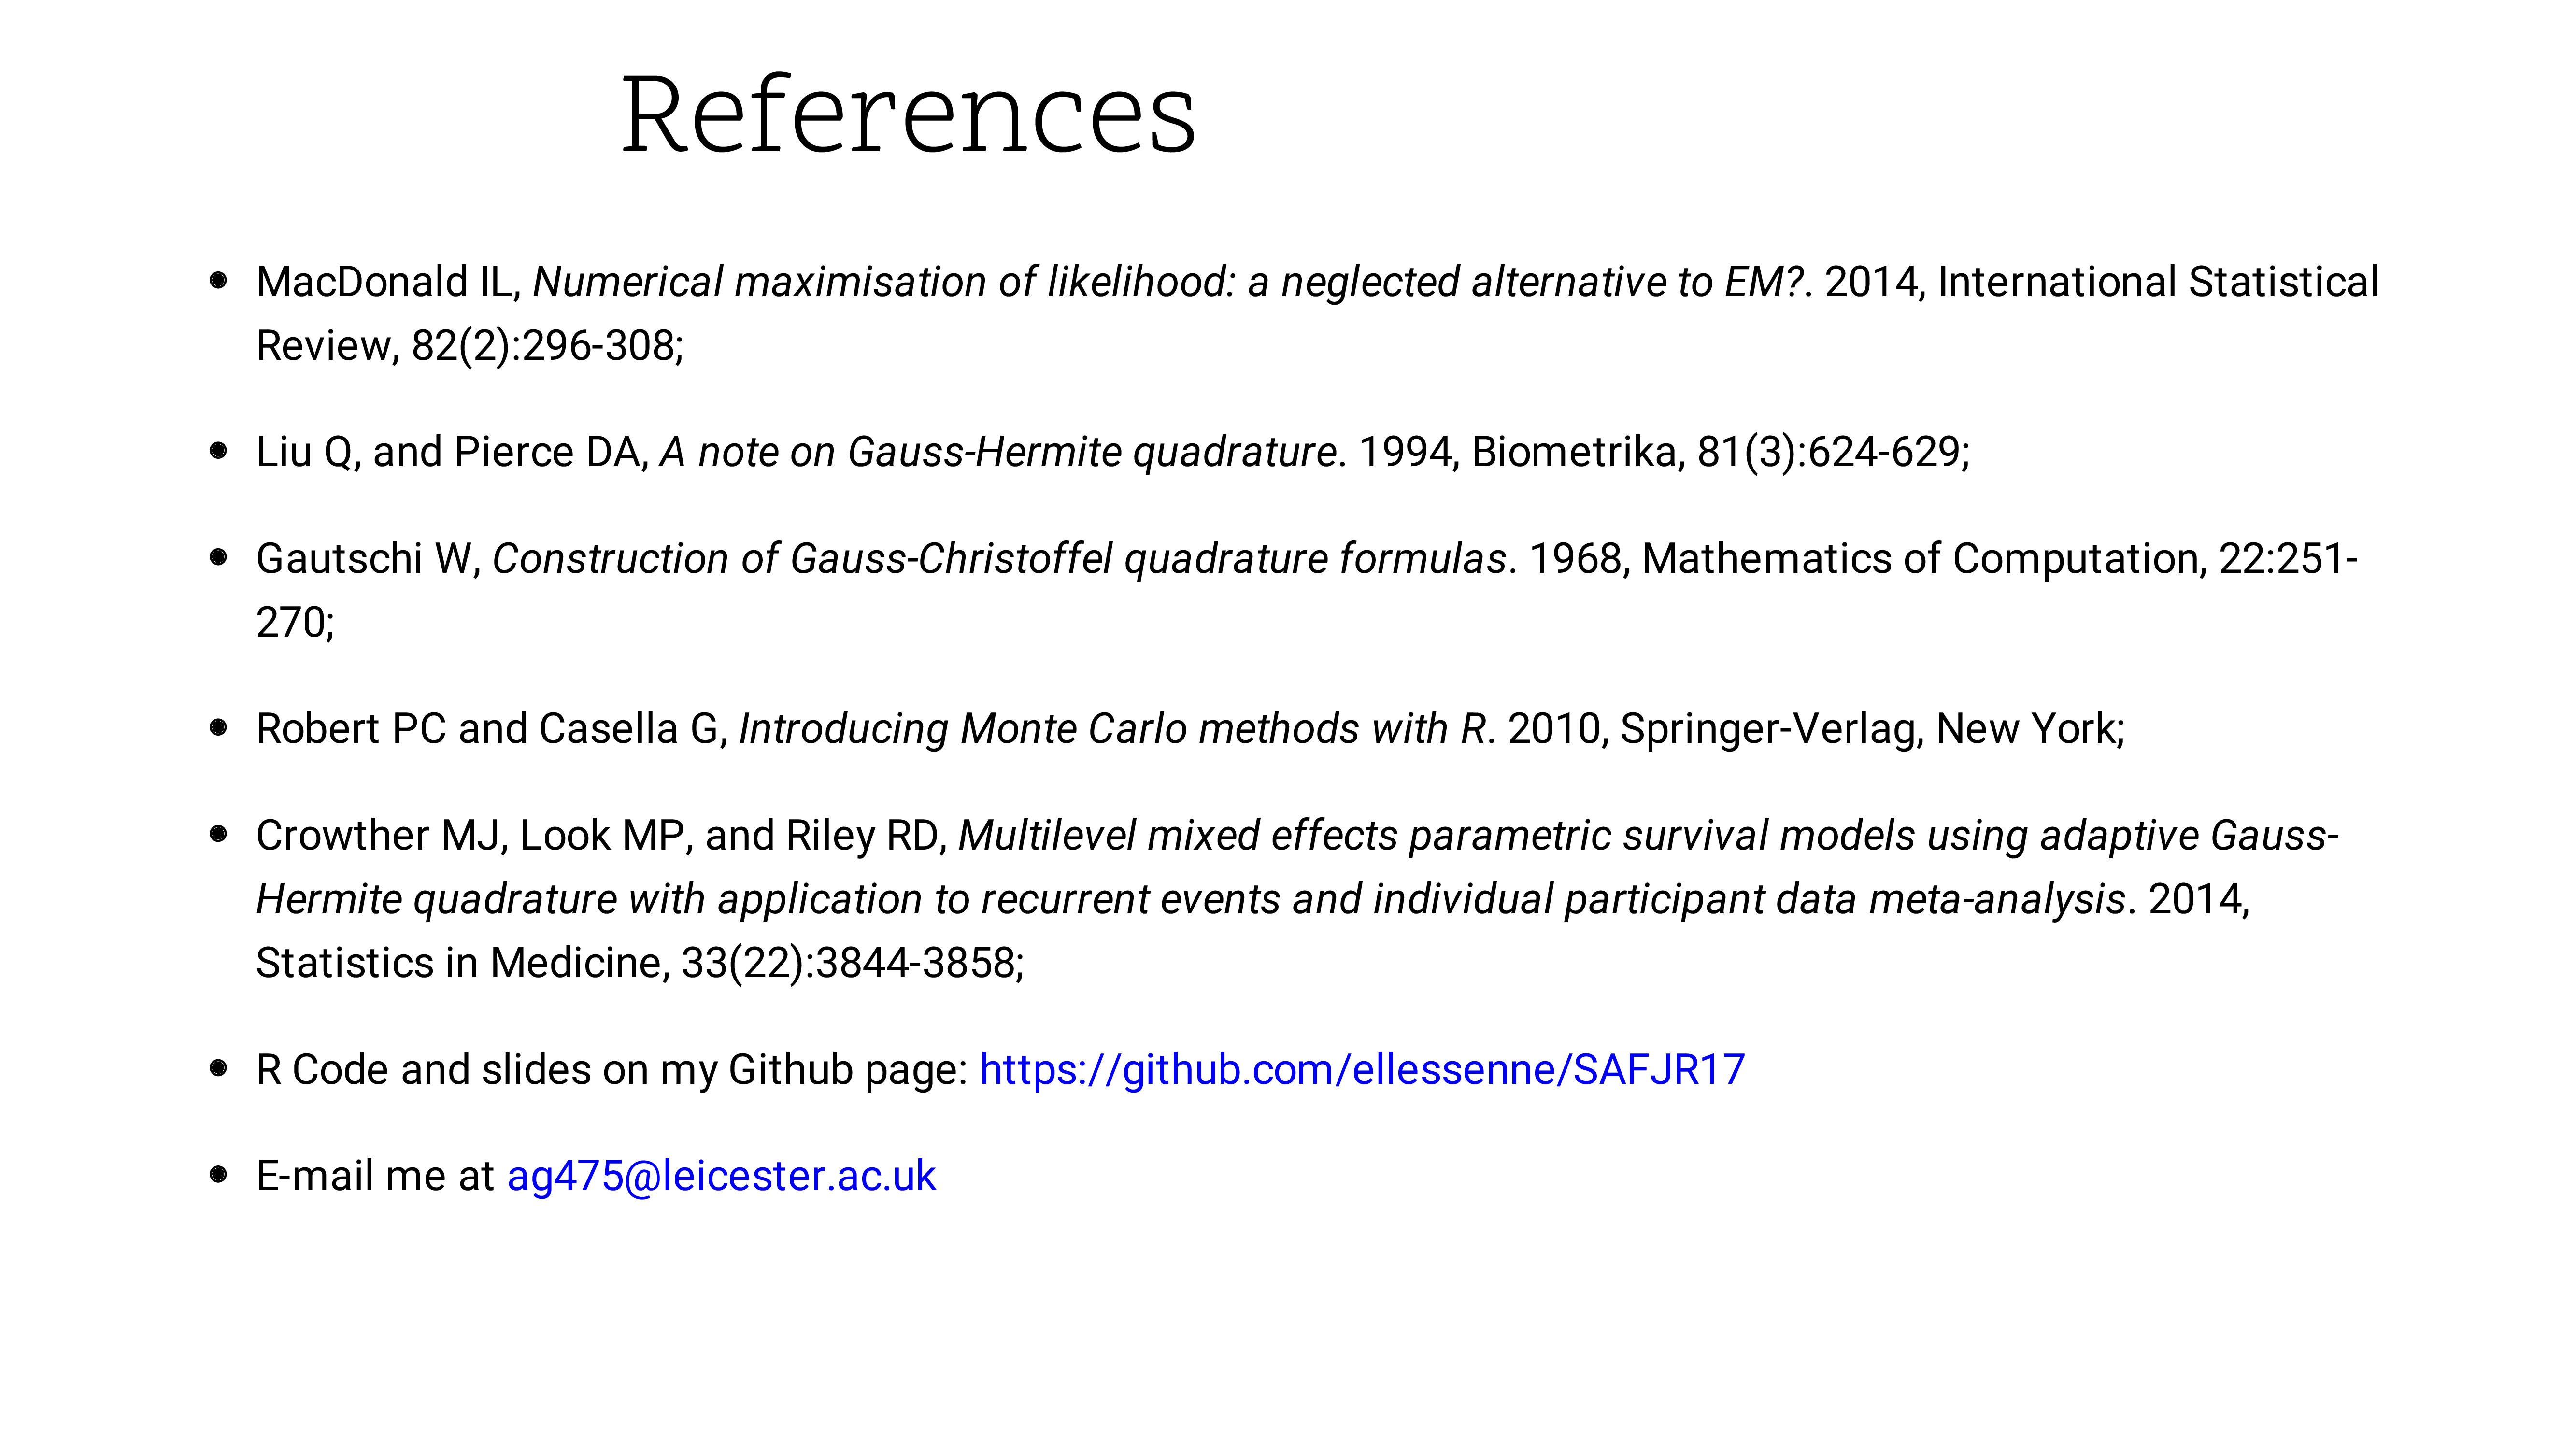 References
• MacDonald IL, Numerical maximisation of likelihood: a neglected alternative to EM?. 2014, International Statistical
Review, 82(2):296-308;
• Liu Q, and Pierce DA, A note on Gauss-Hermite quadrature. 1994, Biometrika, 81(3):624-629;
• Gautschi W, Construction of Gauss-Christoffel quadrature formulas. 1968, Mathematics of Computation, 22:251-
270;
• Robert PC and Casella G, Introducing Monte Carlo methods with R. 2010, Springer-Verlag, New York;
• Crowther MJ, Look MP, and Riley RD, Multilevel mixed effects parametric survival models using adaptive Gauss-
Hermite quadrature with application to recurrent events and individual participant data meta-analysis. 2014,
Statistics in Medicine, 33(22):3844-3858;
• R Code and slides on my Github page: https://github.com/ellessenne/SAFJR17
• E-mail me at ag475@leicester.ac.uk